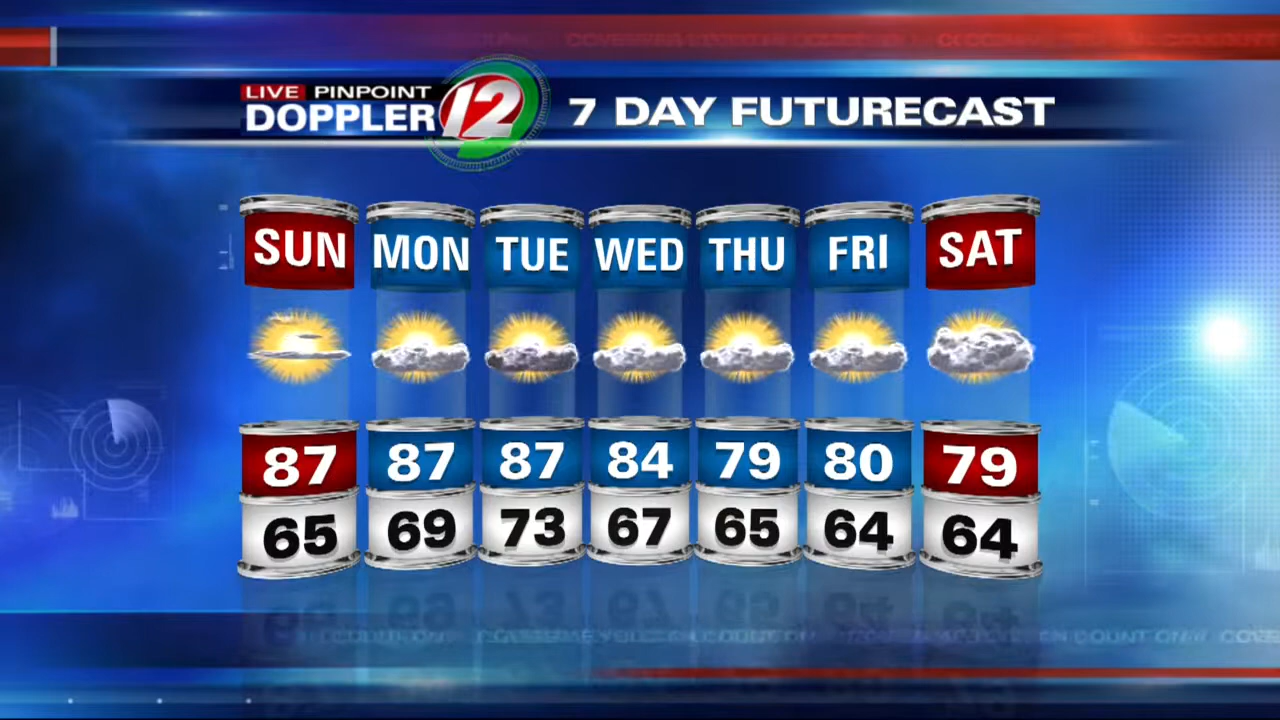 LIVE PINPOINT
DOPPLER 12
7 DAY FUTURECAST
SUN MON TUE WED THU FRI SAT
87 87 87 84 79 80 79
65 69 73 67 65 64 64